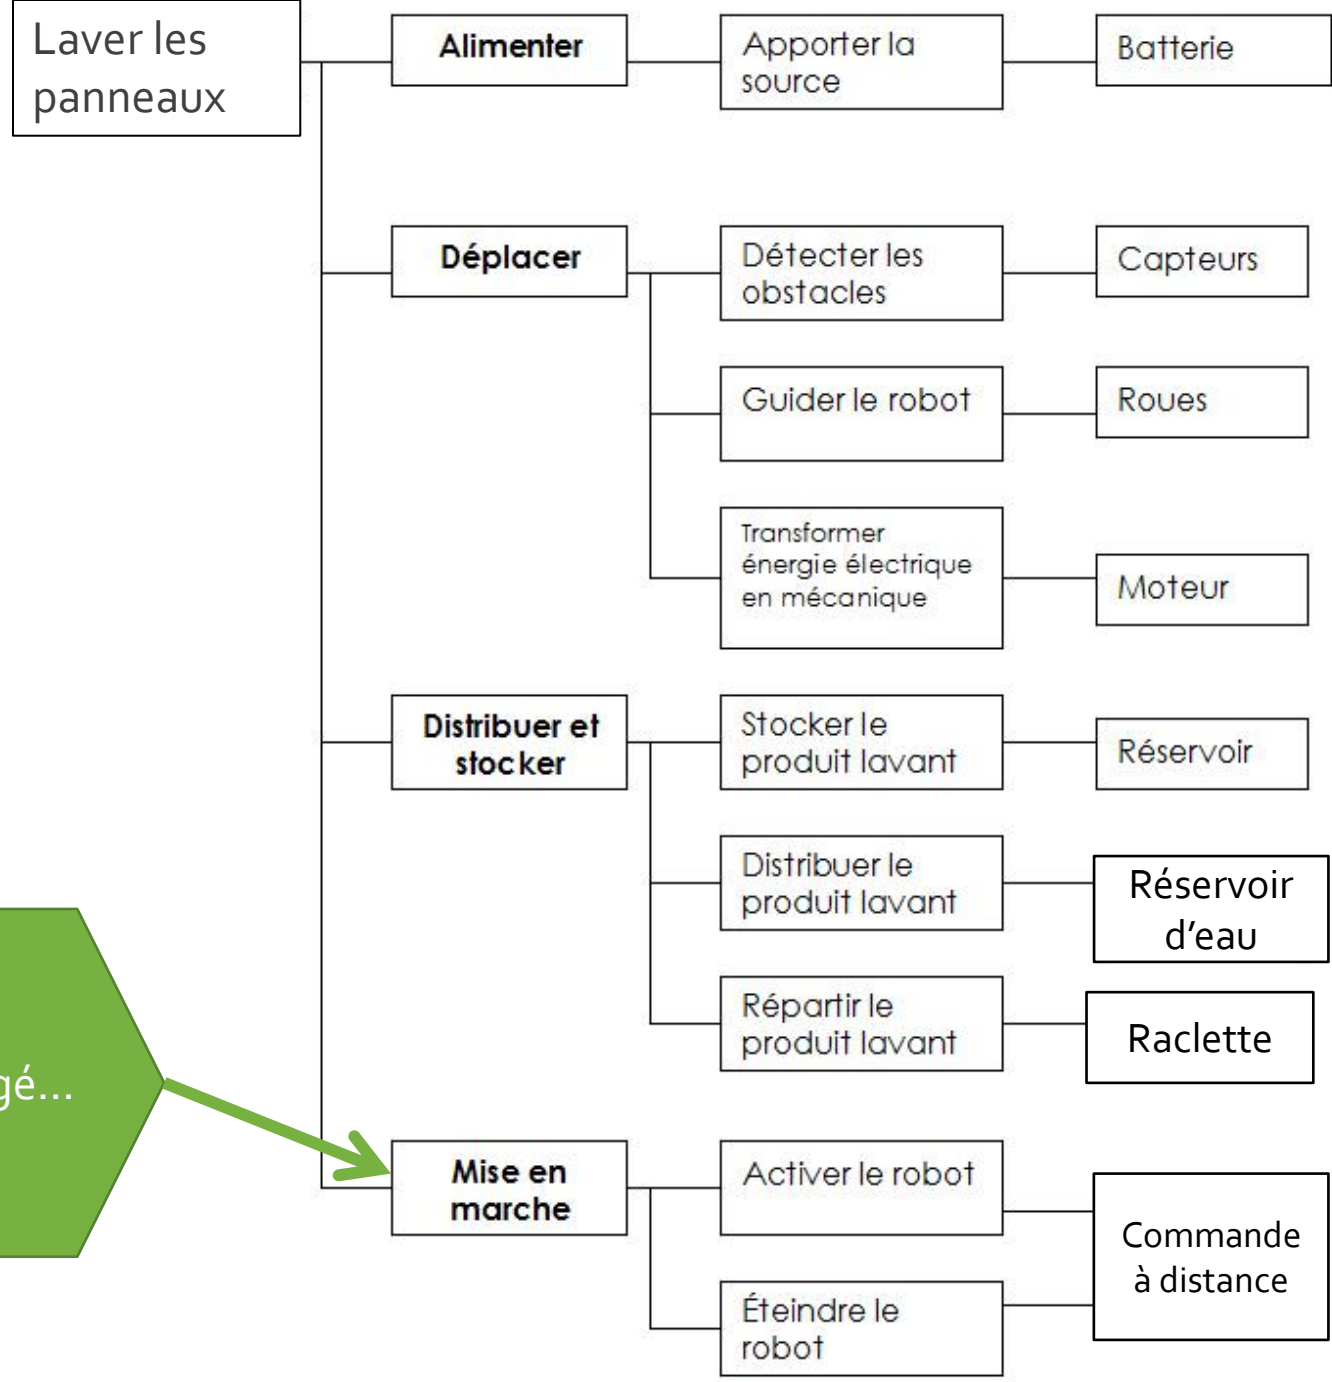 Laver les
panneaux
Alimenter
Apporter la
source
Batterie
Déplacer
Détecter les
obstacles
Capteurs
Guider le robot
Roues
Transformer
énergie électrique
en mécanique
Moteur
Distribuer et
stocker
Stocker le
produit lavant
Réservoir
Distribuer le
produit lavant
Réservoir
d’eau
Répartir le
produit lavant
Raclette
Mise en
marche
Activer le robot
Éteindre le
robot
Commande
à distance